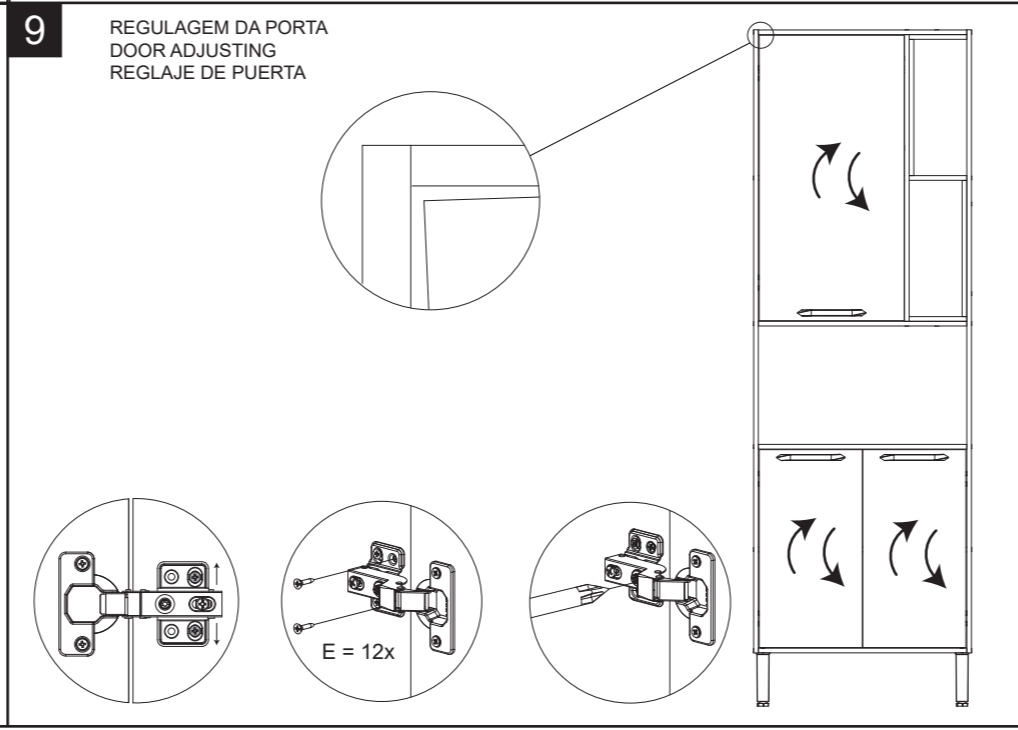 9
REGULAGEM DA PORTA
DOOR ADJUSTING
REGLAJE DE PUERTA
E = 12x